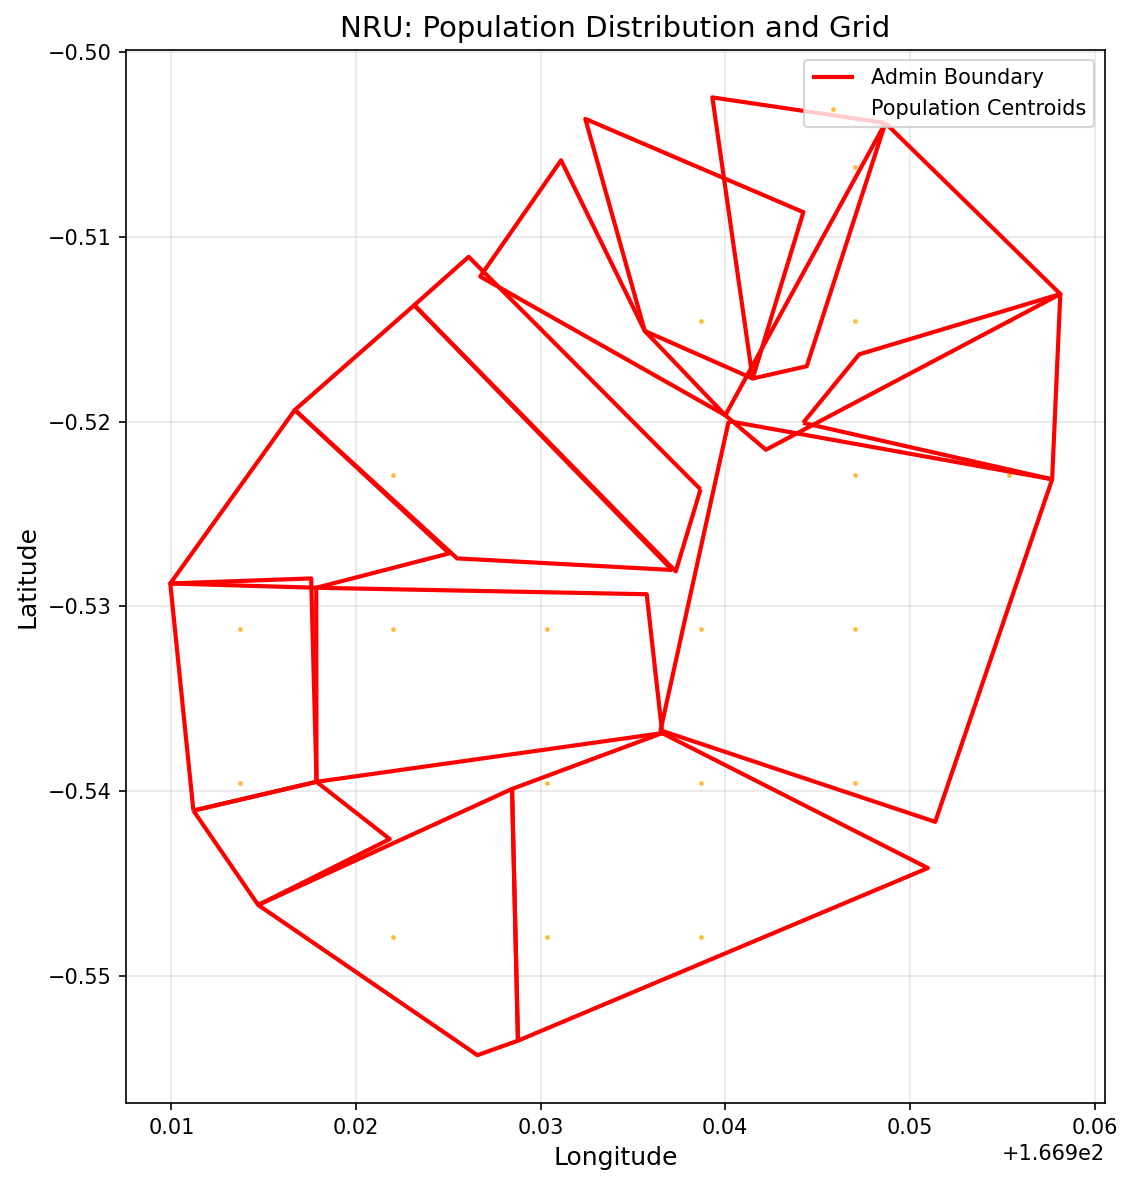 NRU: Population Distribution and Grid
Admin Boundary
Population Centroids
−0.50
−0.51
−0.52
−0.53
−0.54
−0.55
Latitude
0.01 0.02 0.03 0.04 0.05 0.06
Longitude
+1.669e2